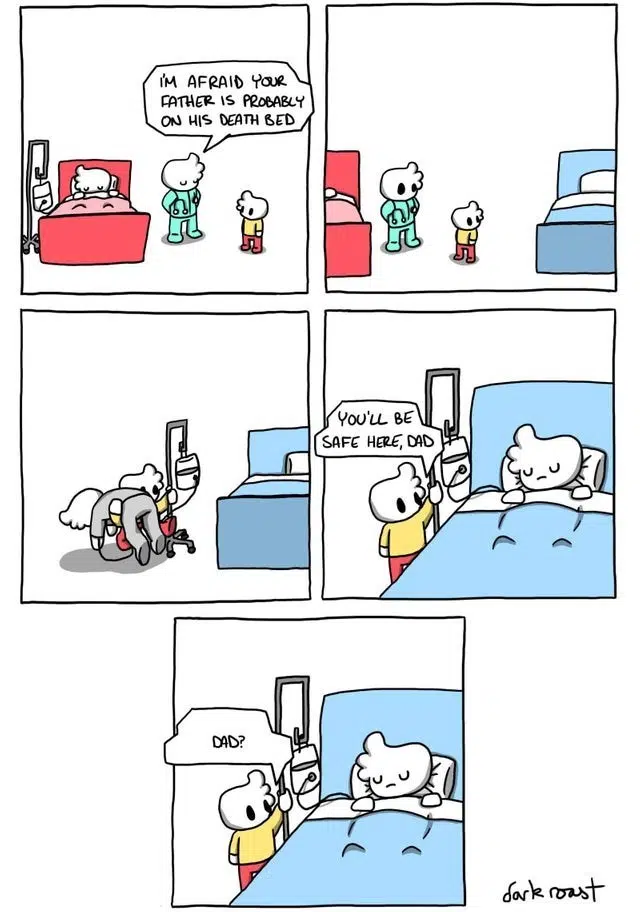 I'M AFRAID YOUR
FATHER IS PROBABLY
ON HIS DEATH BED
YOU'LL BE
SAFE HERE, DAD
DAD?
dark roast